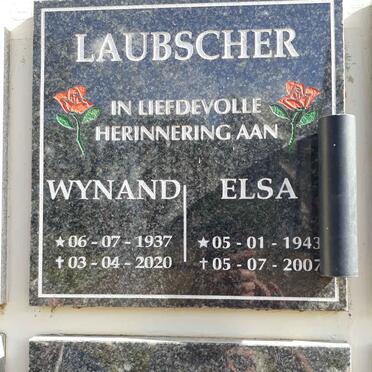 LAUBSCHER
IN LIEFDEVOLLE
HERINNERING AAN
WYNAND ELSA
★06-07-1937 ★05-01-1943
✝03-04-2020 ✝05-07-2007